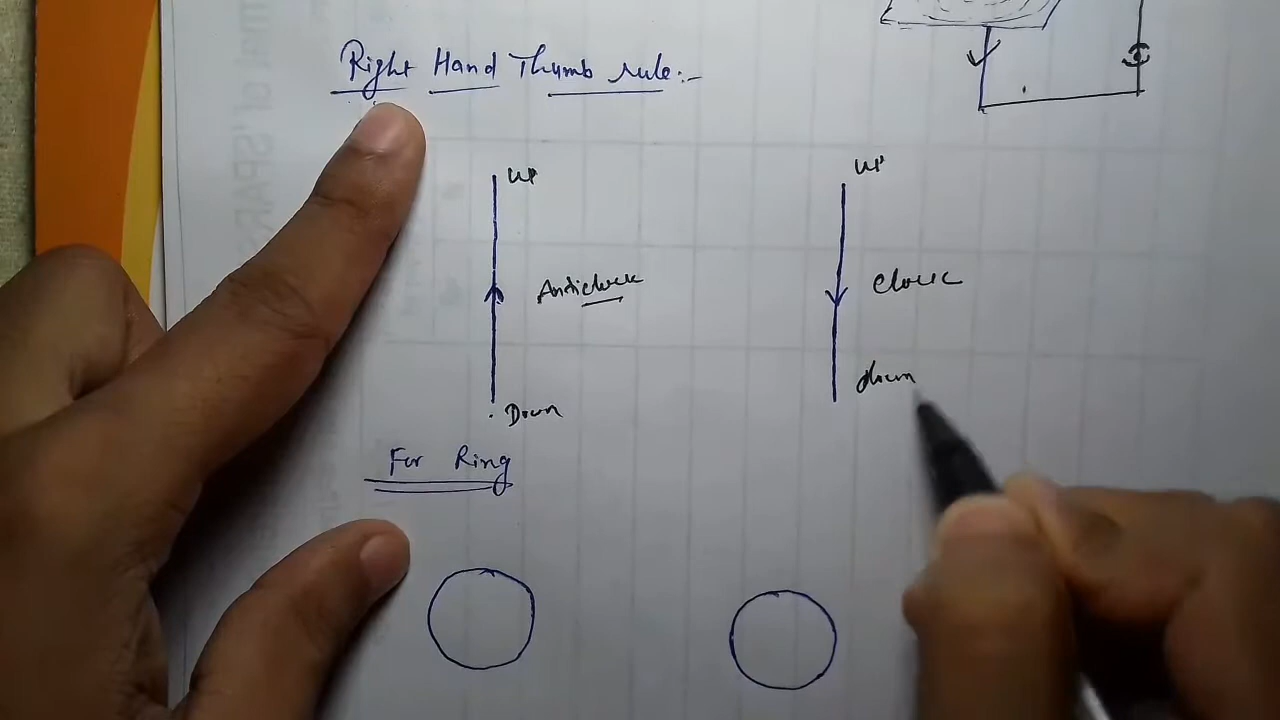 Right Hand Thumb rule:-
UP
UP
Anticlock
Clock
down
Down
For Ring